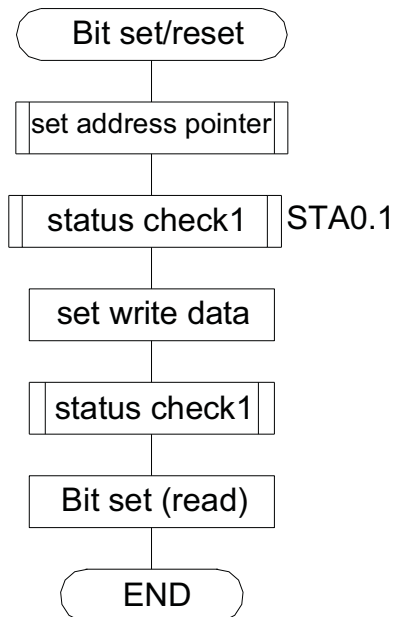 Bit set/reset
set address pointer
status check1 STA0.1
set write data
status check1
Bit set (read)
END